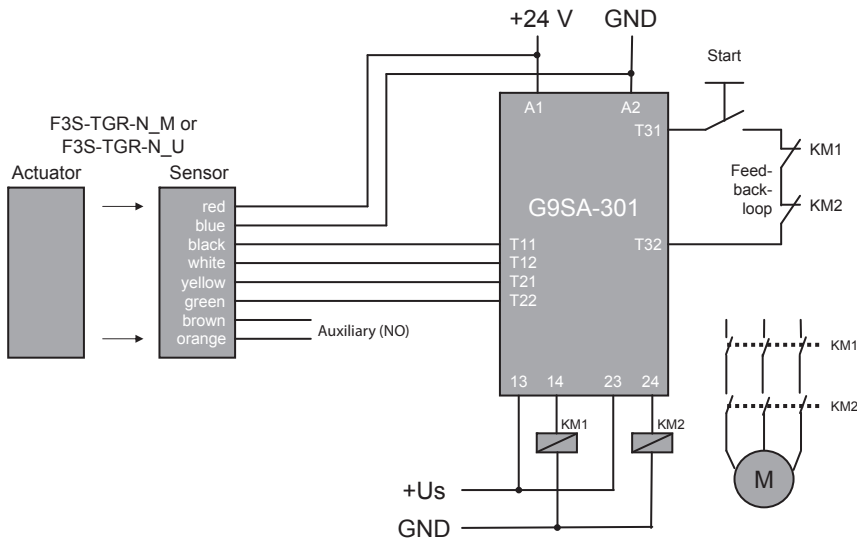 +24 V
GND
Start
A1
A2
T31
F3S-TGR-N_M or
F3S-TGR-N_U
Actuator
Sensor
KM1
Feed-
back-
loop
KM2
G9SA-301
red
blue
black
white
yellow
green
brown
orange
T11
T12
T21
T22
T32
Auxiliary (NO)
13
14
23
24
KM1
KM2
KM1
KM2
M
+Us
GND